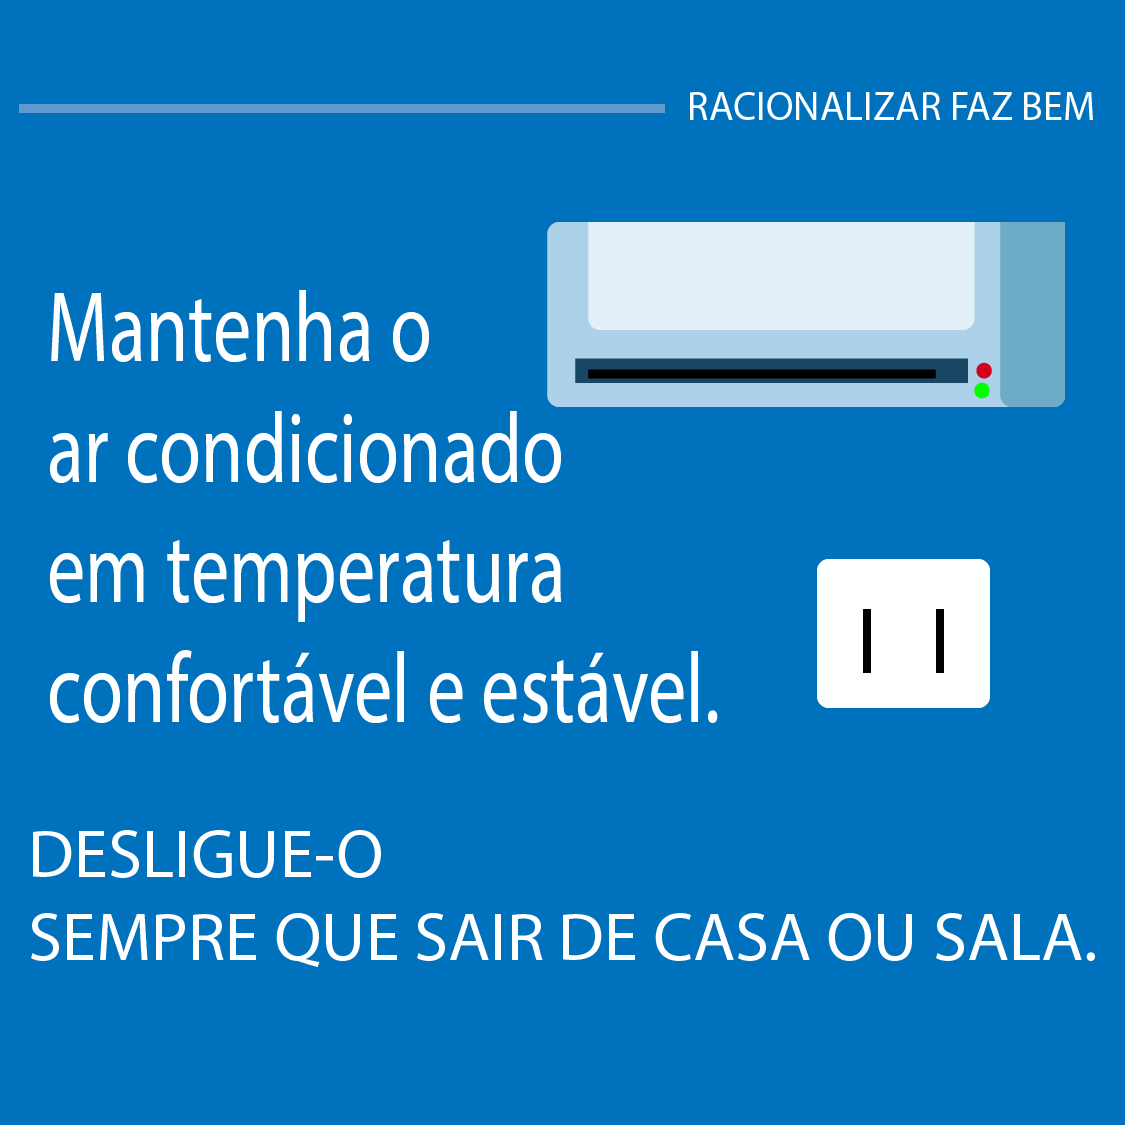 RACIONALIZAR FAZ BEM
Mantenha o
ar condicionado
em temperatura
confortável e estável.
DESLIGUE-O
SEMPRE QUE SAIR DE CASA OU SALA.